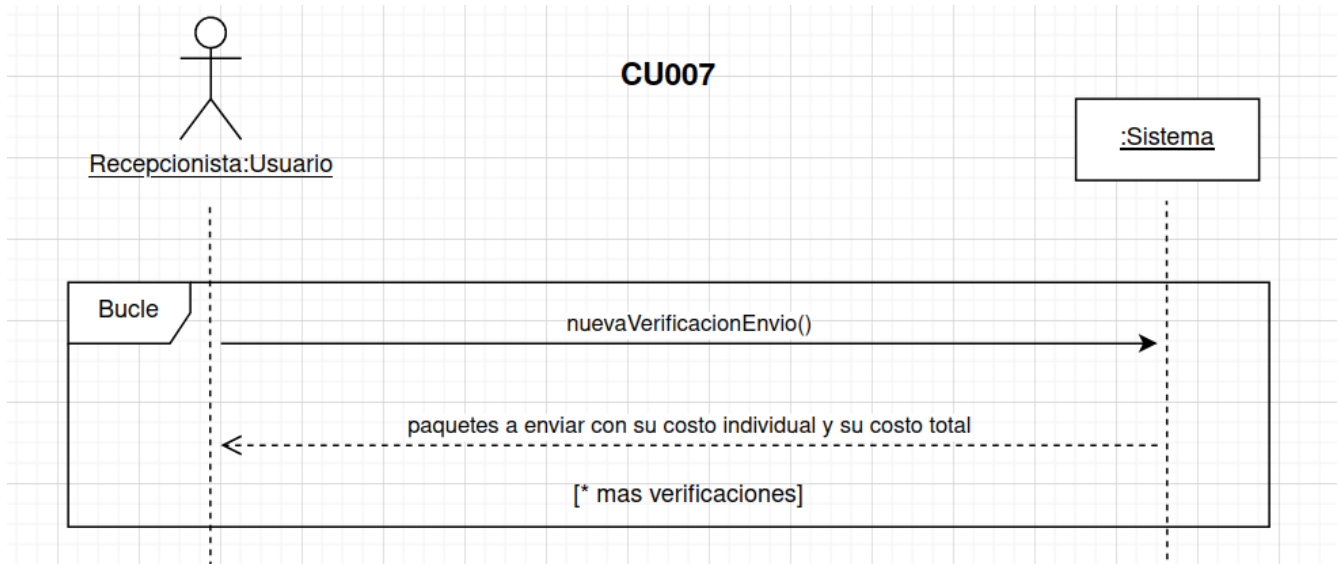 CU007
Recepcionista:Usuario
:Sistema
Bucle
nuevaVerificacionEnvio()
paquetes a enviar con su costo individual y su costo total
[* mas verificaciones]